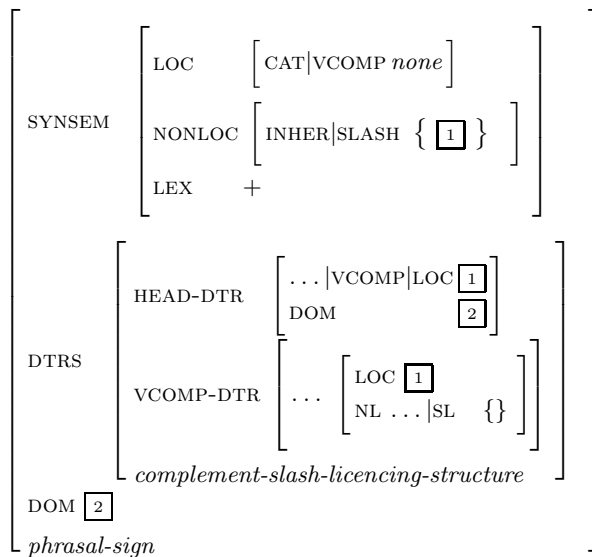 LOC [CAT|VCOMP none]
SYNSEM NONLOC [INHER|SLASH { 1 }]
LEX +
HEAD-DTR [...|VCOMP|LOC 1
DOM 2]
DTRS VCOMP-DTR [... [LOC 1
NL ...|SL {}]]
complement-slash-licencing-structure
DOM 2
phrasal-sign